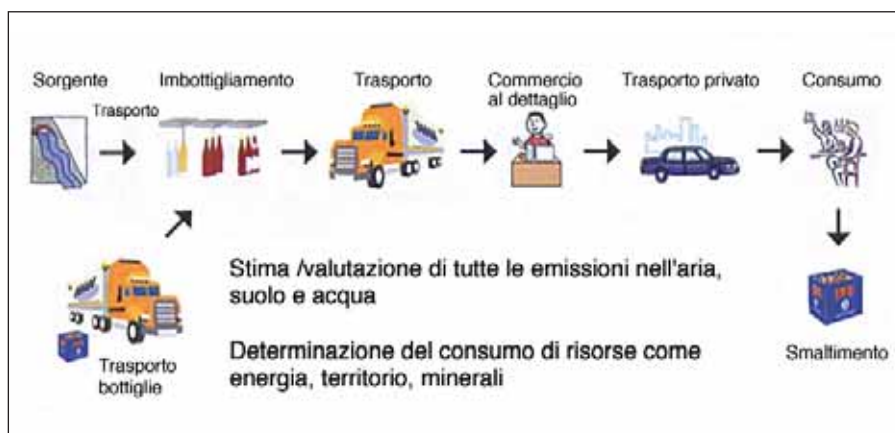 Sorgente
Trasporto
Imbottigliamento
Trasporto
Commercio
al dettaglio
Trasporto privato
Consumo
Stima /valutazione di tutte le emissioni nell'aria,
suolo e acqua
Trasporto
bottiglie
Determinazione del consumo di risorse come
energia, territorio, minerali
Smaltimento